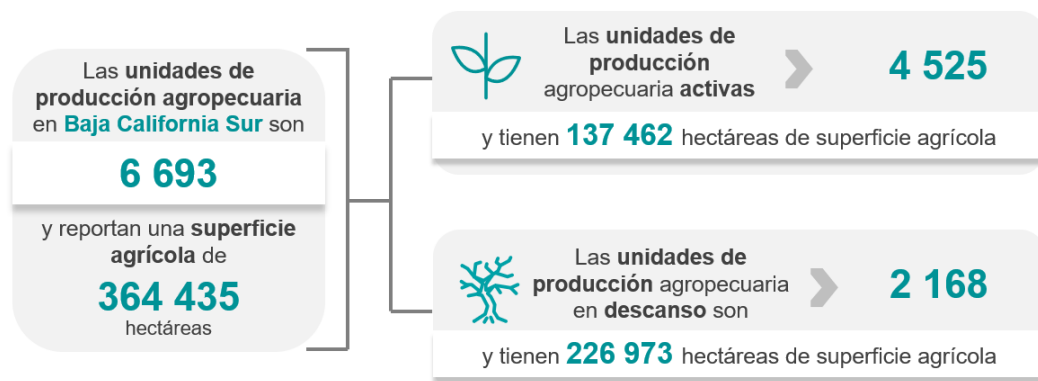 Las unidades de
producción agropecuaria
en Baja California Sur son
6 693
y reportan una superficie
agrícola de
364 435
hectáreas
Las unidades de
producción
agropecuaria activas
4 525
y tienen 137 462 hectáreas de superficie agrícola
Las unidades de
producción agropecuaria
en descanso son
2 168
y tienen 226 973 hectáreas de superficie agrícola